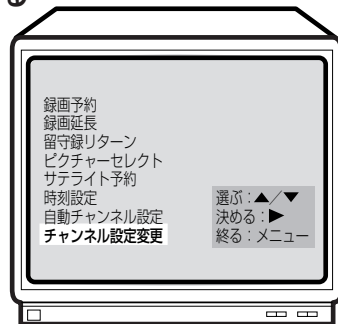 録画予約
録画延長
留守録リターン
ピクチャーセレクト
サテライト予約
時刻設定
自動チャンネル設定
チャンネル設定変更
選ぶ：▲／▼
決める：▶
終る：メニュー